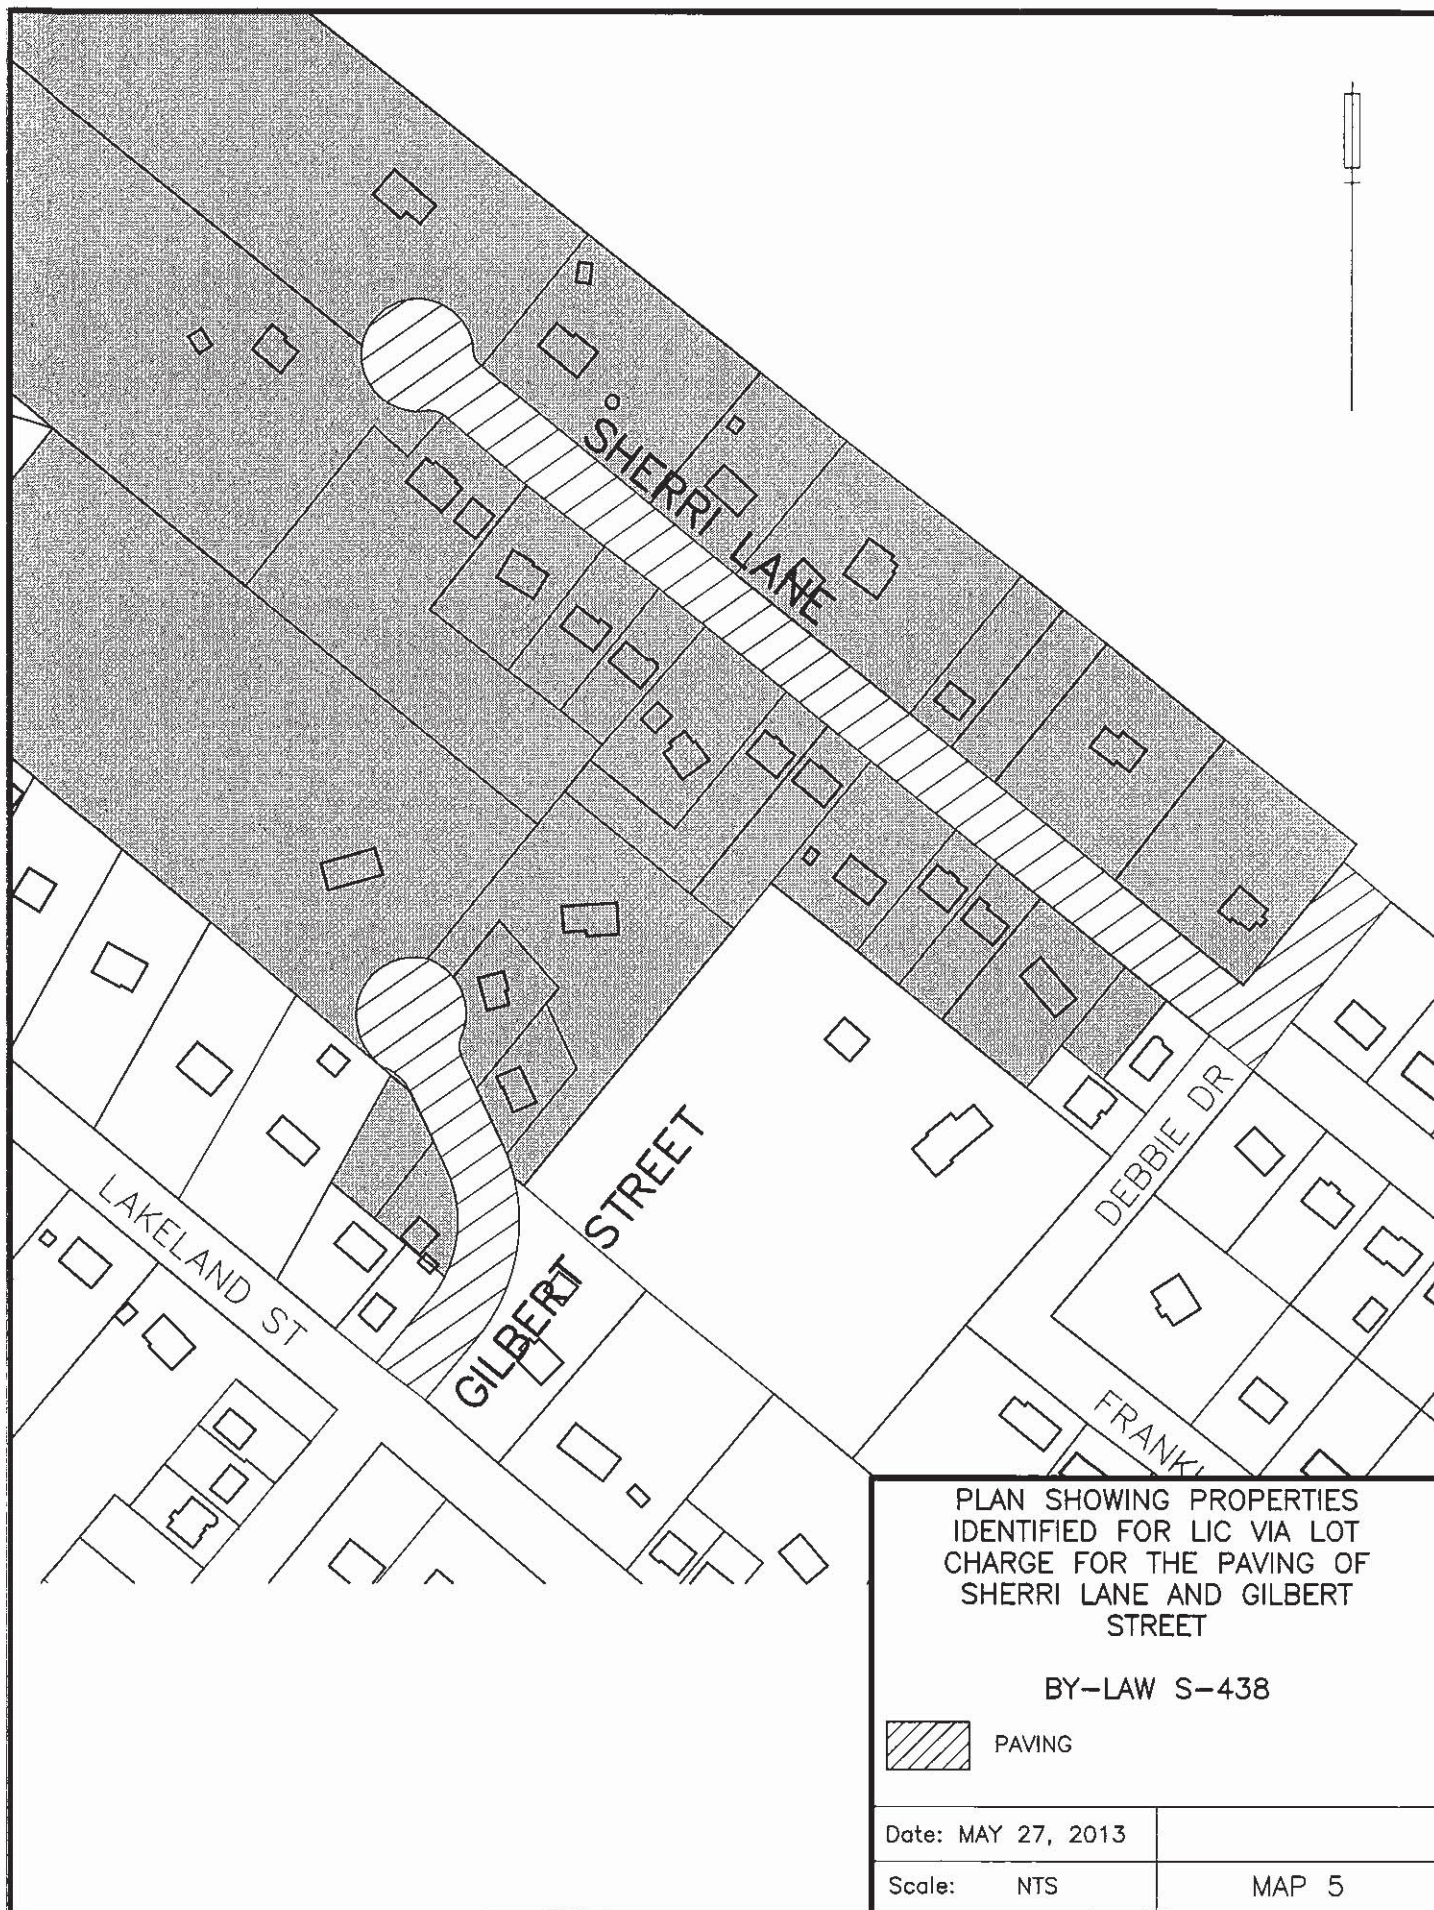 SHERRI LANE
DEBBIE DR
LAKELAND ST
GILBERT STREET
PLAN SHOWING PROPERTIES
IDENTIFIED FOR LIC VIA LOT
CHARGE FOR THE PAVING OF
SHERRI LANE AND GILBERT
STREET
BY-LAW S-438
PAVING
Date: MAY 27, 2013
Scale: NTS
MAP 5